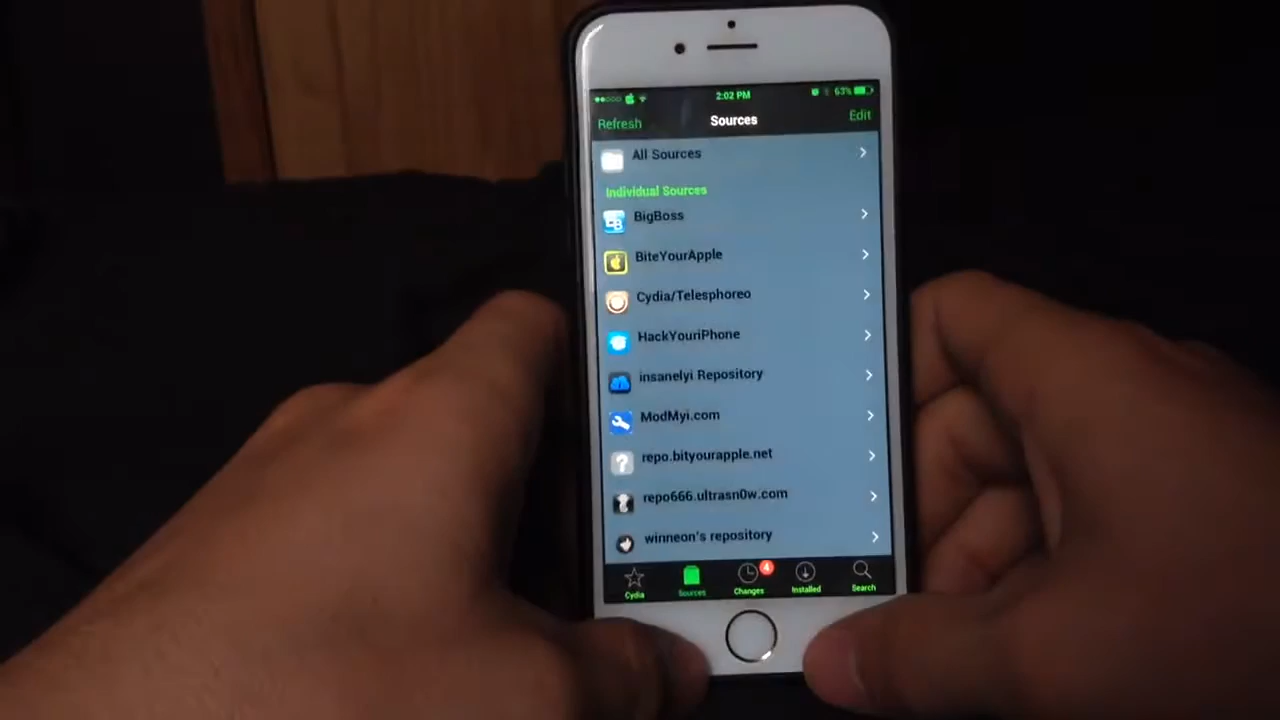 2:02 PM
63%
Refresh
Sources
Edit
All Sources
Individual Sources
BigBoss
BiteYourApple
Cydia/Telesphoreo
HackYouriPhone
insanelyi Repository
ModMyi.com
repo.bityourapple.net
repo666.ultrasn0w.com
winneon's repository
4
Cydia
Sources
Changes
Installed
Search